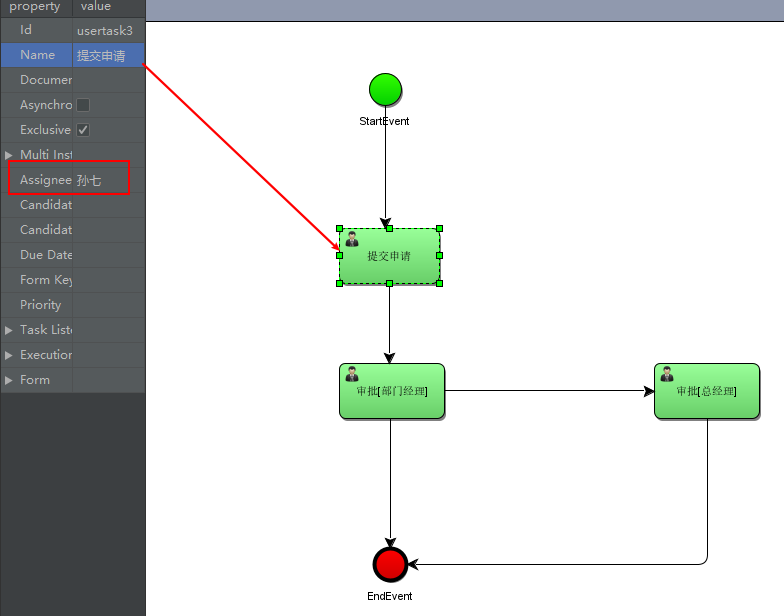 property value
Id usertask3
Name 提交申请
Documen
Asynchro
Exclusive
Multi Inst
Assignee 孙七
Candidat
Candidat
Due Date
Form Key
Priority
Task Liste
Execution
Form
StartEvent
提交申请
审批[部门经理]
审批[总经理]
EndEvent